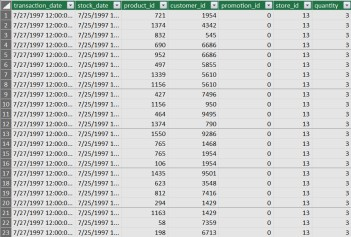 transaction_date stock_date product_id customer_id promotion_id store_id quantity
1 7/27/1997 12:00:0... 7/25/1997 1... 721 1954 0 13 3
2 7/27/1997 12:00:0... 7/25/1997 1... 1374 4342 0 13 3
3 7/27/1997 12:00:0... 7/25/1997 1... 832 545 0 13 3
4 7/27/1997 12:00:0... 7/25/1997 1... 690 6686 0 13 3
5 7/27/1997 12:00:0... 7/25/1997 1... 952 6686 0 13 3
6 7/27/1997 12:00:0... 7/25/1997 1... 497 5855 0 13 3
7 7/27/1997 12:00:0... 7/25/1997 1... 1339 5610 0 13 3
8 7/27/1997 12:00:0... 7/25/1997 1... 1156 5610 0 13 3
9 7/27/1997 12:00:0... 7/25/1997 1... 427 7496 0 13 3
10 7/27/1997 12:00:0... 7/25/1997 1... 1156 950 0 13 3
11 7/27/1997 12:00:0... 7/25/1997 1... 464 9495 0 13 3
12 7/27/1997 12:00:0... 7/25/1997 1... 1374 790 0 13 3
13 7/27/1997 12:00:0... 7/25/1997 1... 1550 9286 0 13 3
14 7/27/1997 12:00:0... 7/25/1997 1... 765 1468 0 13 3
15 7/27/1997 12:00:0... 7/25/1997 1... 765 1954 0 13 3
16 7/27/1997 12:00:0... 7/25/1997 1... 106 1954 0 13 3
17 7/27/1997 12:00:0... 7/25/1997 1... 1435 9501 0 13 3
18 7/27/1997 12:00:0... 7/25/1997 1... 623 3548 0 13 3
19 7/27/1997 12:00:0... 7/25/1997 1... 812 7416 0 13 3
20 7/27/1997 12:00:0... 7/25/1997 1... 294 1429 0 13 3
21 7/27/1997 12:00:0... 7/25/1997 1... 1163 1429 0 13 3
22 7/27/1997 12:00:0... 7/25/1997 1... 58 7359 0 13 3
23 7/27/1997 12:00:0... 7/25/1997 1... 198 6713 0 13 3